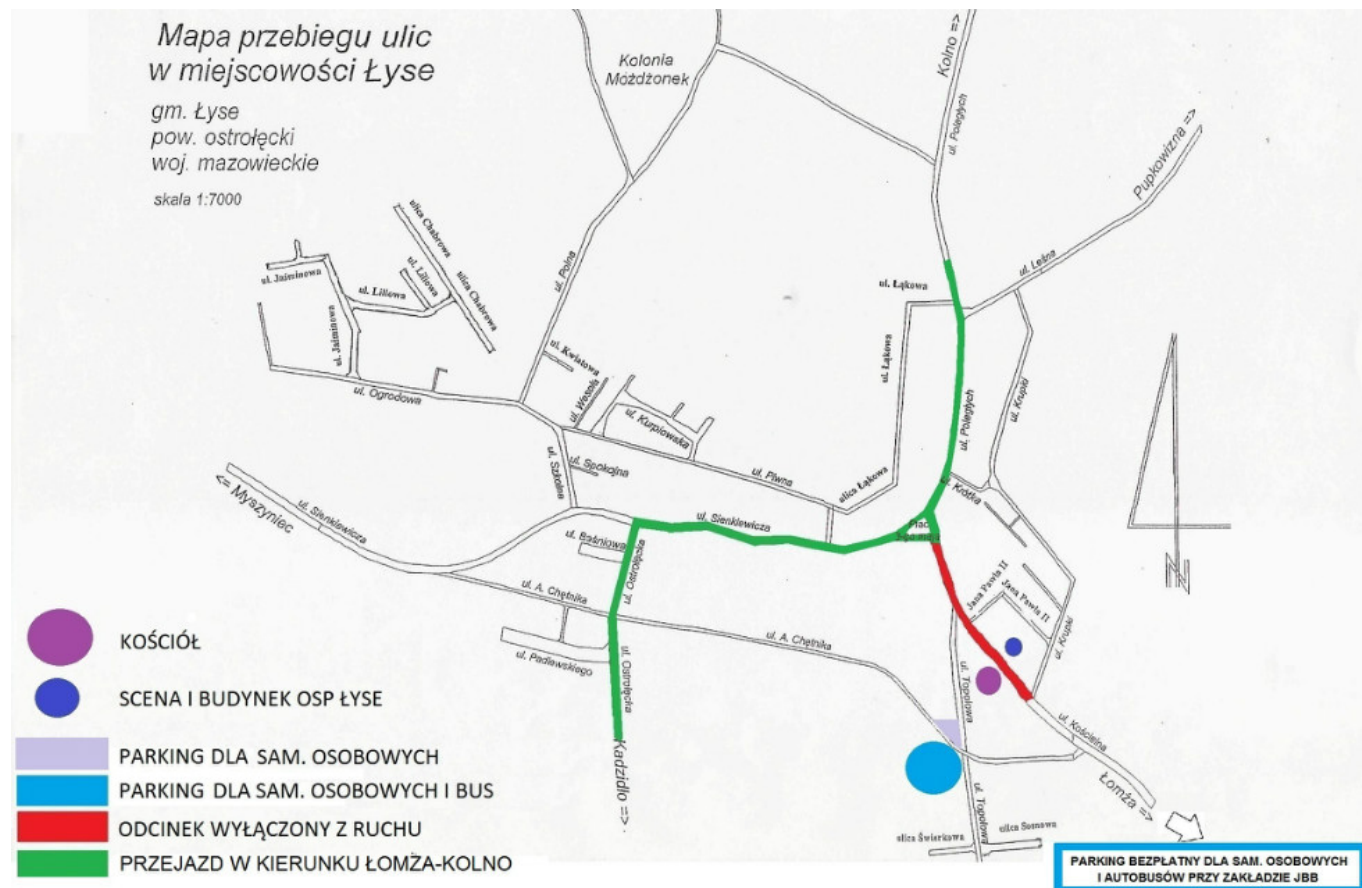 Mapa przebiegu ulic
w miejscowości Łyse
gm. Łyse
pow. ostrołęcki
woj. mazowieckie
skala 1:7000
Kolonia
Możdżonek
Kolno =>
ul. Poległych
Pupkowizna =>
ul. Leśna
ulica Chabrowa
ul. Liliowa
ulica Chabrowa
ul. Jaśminowa
ul. Liliowa
ul. Jaśminowa
ul. Polna
ul. Łąkowa
ul. Łąkowa
ul. Poległych
ul. Krupki
ul. Kwiatowa
ul. Wesoła
ul. Kurpiowska
ul. Ogrodowa
ul. Szkolna
ul. Spokojna
ul. Piwna
ulica Łąkowa
ul. Krótka
<= Myszyniec
ul. Sienkiewicza
ul. Sienkiewicza
Plac
3-go maja
ul. Baśniowa
ul. Ostrołęcka
ul. A. Chętnika
ul. A. Chętnika
Jana Pawła II
Jana Pawła II
ul. Krupki
ul. Padlewskiego
ul. Ostrołęcka
ul. Topolowa
ul. Kościelna
Kadzidło =>
Łomża =>
ul. Topolowa
ulica Świerkowa
ulica Sosnowa
N
KOŚCIÓŁ
SCENA I BUDYNEK OSP ŁYSE
PARKING DLA SAM. OSOBOWYCH
PARKING DLA SAM. OSOBOWYCH I BUS
ODCINEK WYŁĄCZONY Z RUCHU
PRZEJAZD W KIERUNKU ŁOMŻA-KOLNO
PARKING BEZPŁATNY DLA SAM. OSOBOWYCH
I AUTOBUSÓW PRZY ZAKŁADZIE JBB